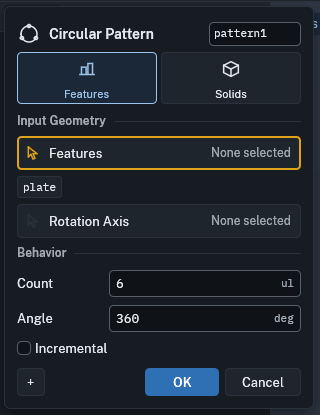 Circular Pattern pattern1
Features Solids
Input Geometry
Features None selected
plate
Rotation Axis None selected
Behavior
Count 6 ul
Angle 360 deg
Incremental
+ OK Cancel